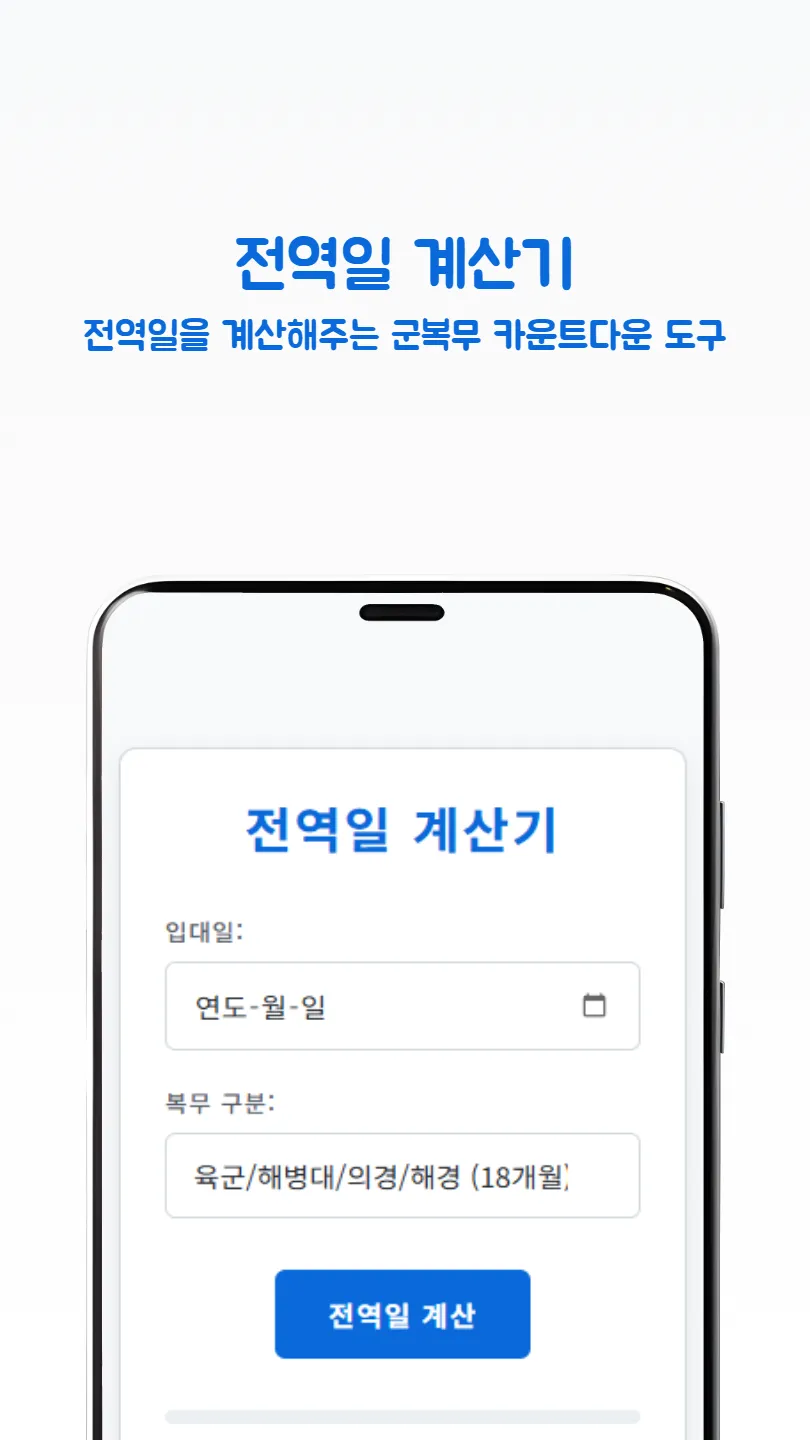 전역일 계산기
전역일을 계산해주는 군복무 카운트다운 도구
전역일 계산기
입대일:
연도-월-일
복무 구분:
육군/해병대/의경/해경 (18개월)
전역일 계산